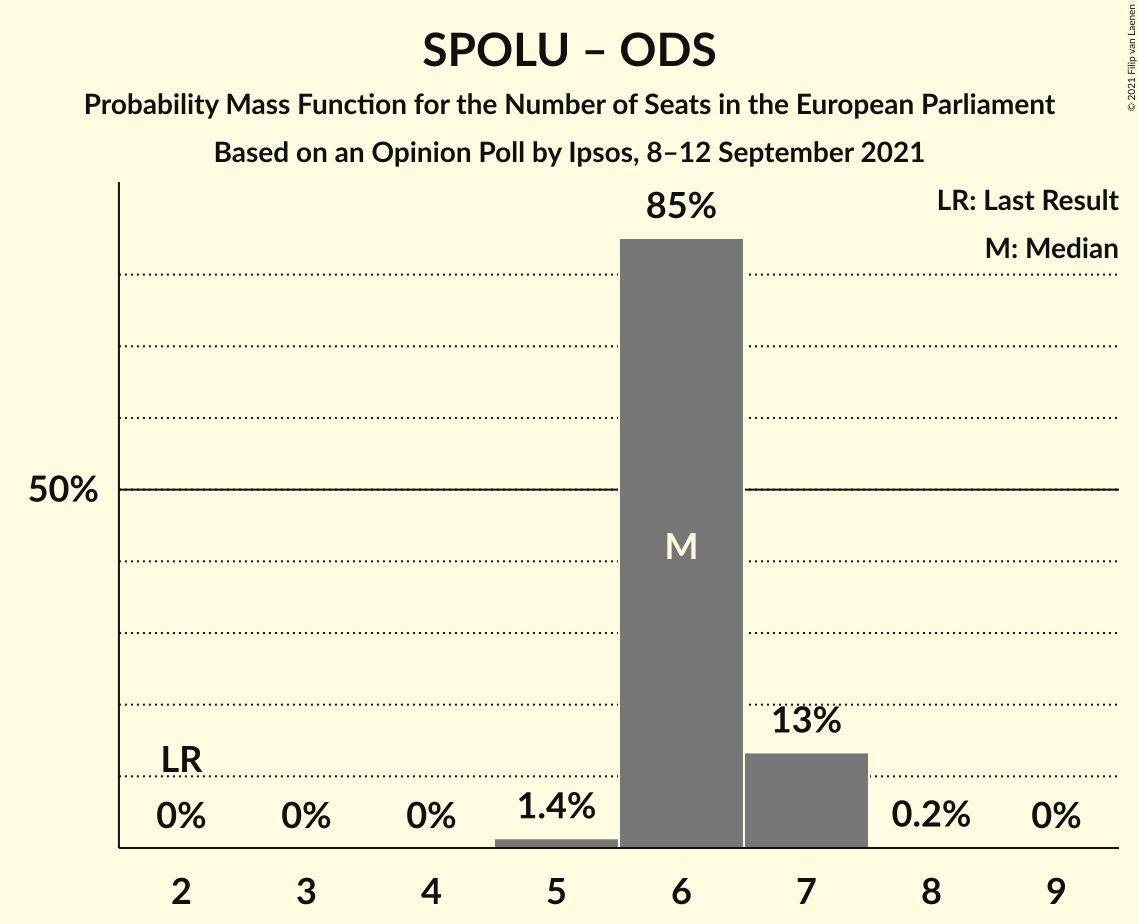 SPOLU – ODS
Probability Mass Function for the Number of Seats in the European Parliament
Based on an Opinion Poll by Ipsos, 8–12 September 2021
© 2021 Filip van Laenen
LR: Last Result
M: Median
85%
50%
M
13%
LR
0%
0%
0%
1.4%
0.2%
0%
2 3 4 5 6 7 8 9